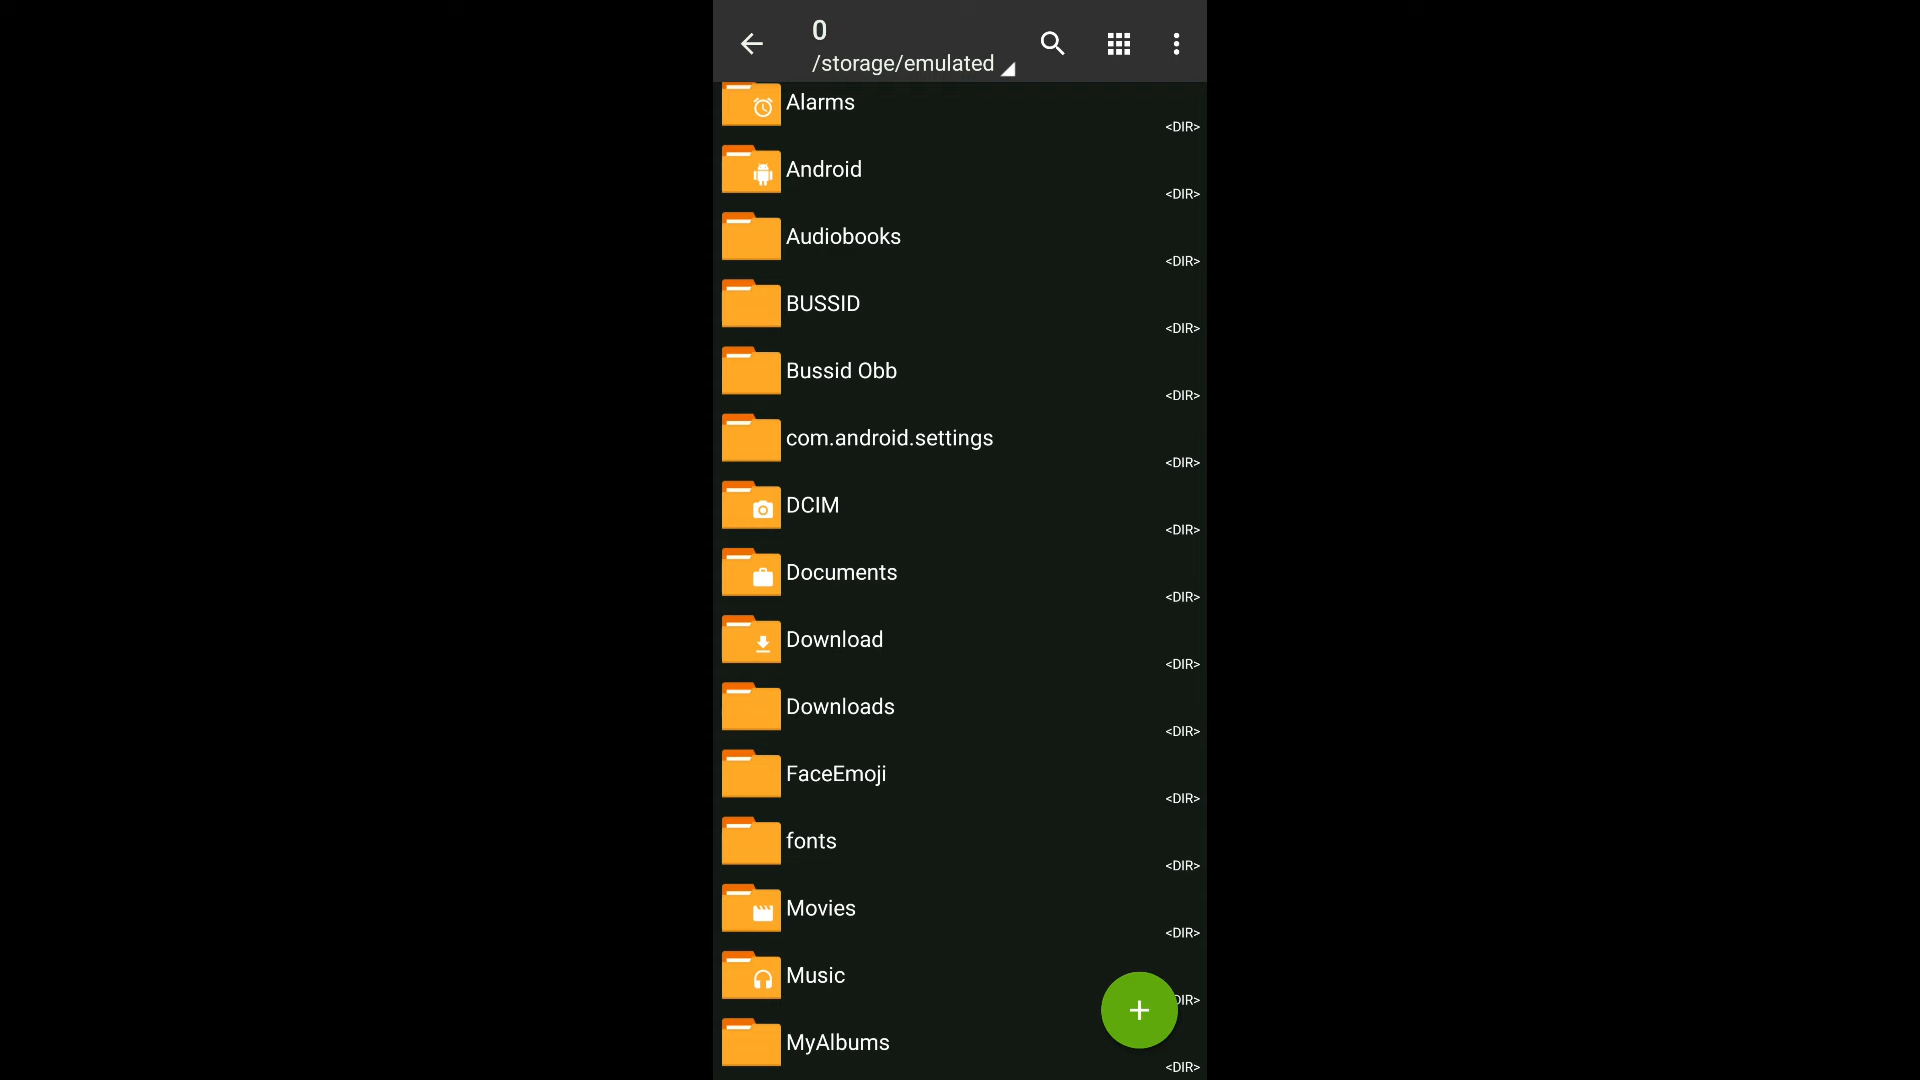 0
/storage/emulated
Alarms
<DIR>
Android
<DIR>
Audiobooks
<DIR>
BUSSID
<DIR>
Bussid Obb
<DIR>
com.android.settings
<DIR>
DCIM
<DIR>
Documents
<DIR>
Download
<DIR>
Downloads
<DIR>
FaceEmoji
<DIR>
fonts
<DIR>
Movies
<DIR>
Music
DIR>
MyAlbums
<DIR>